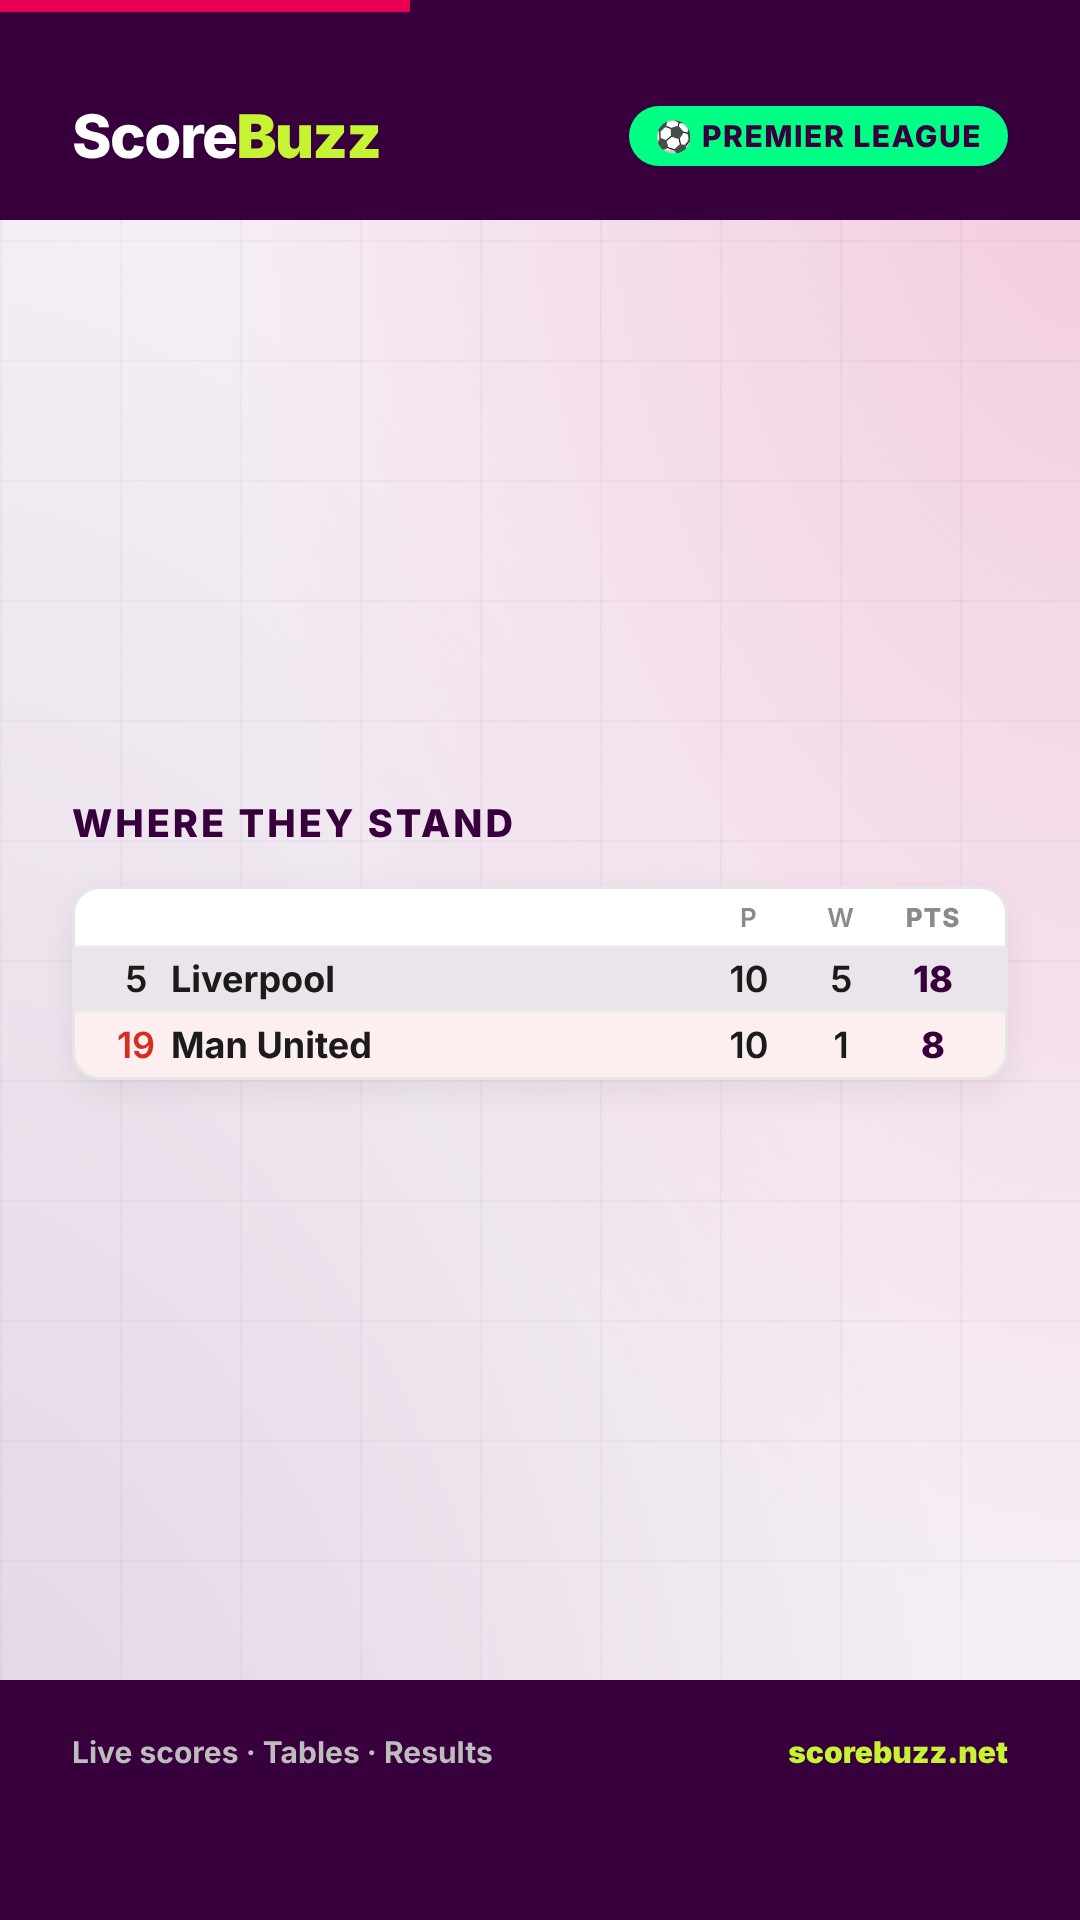 ScoreBuzz
⚽ PREMIER LEAGUE
WHERE THEY STAND
P W PTS
5 Liverpool 10 5 18
19 Man United 10 1 8
Live scores · Tables · Results
scorebuzz.net